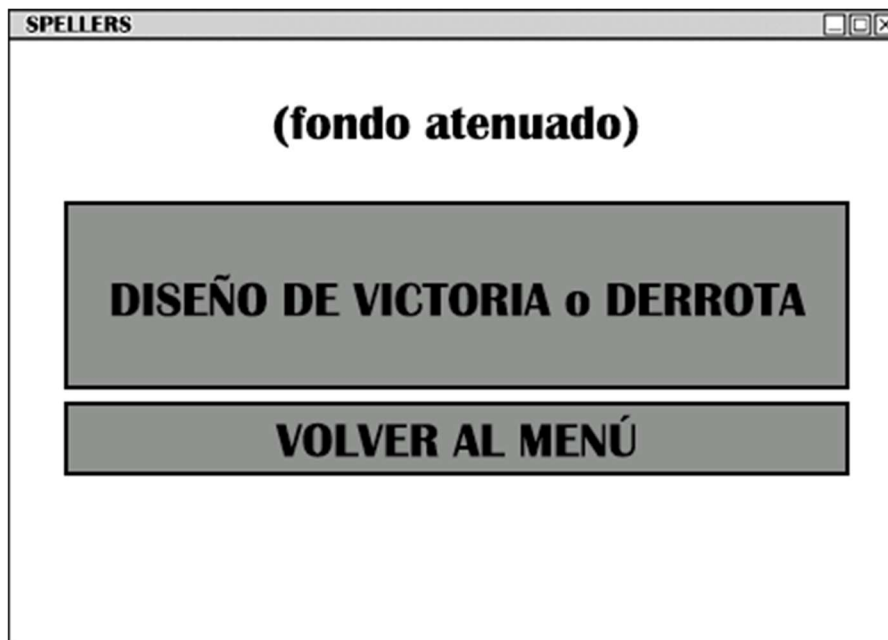 SPELLERS
(fondo atenuado)
DISEÑO DE VICTORIA o DERROTA
VOLVER AL MENÚ